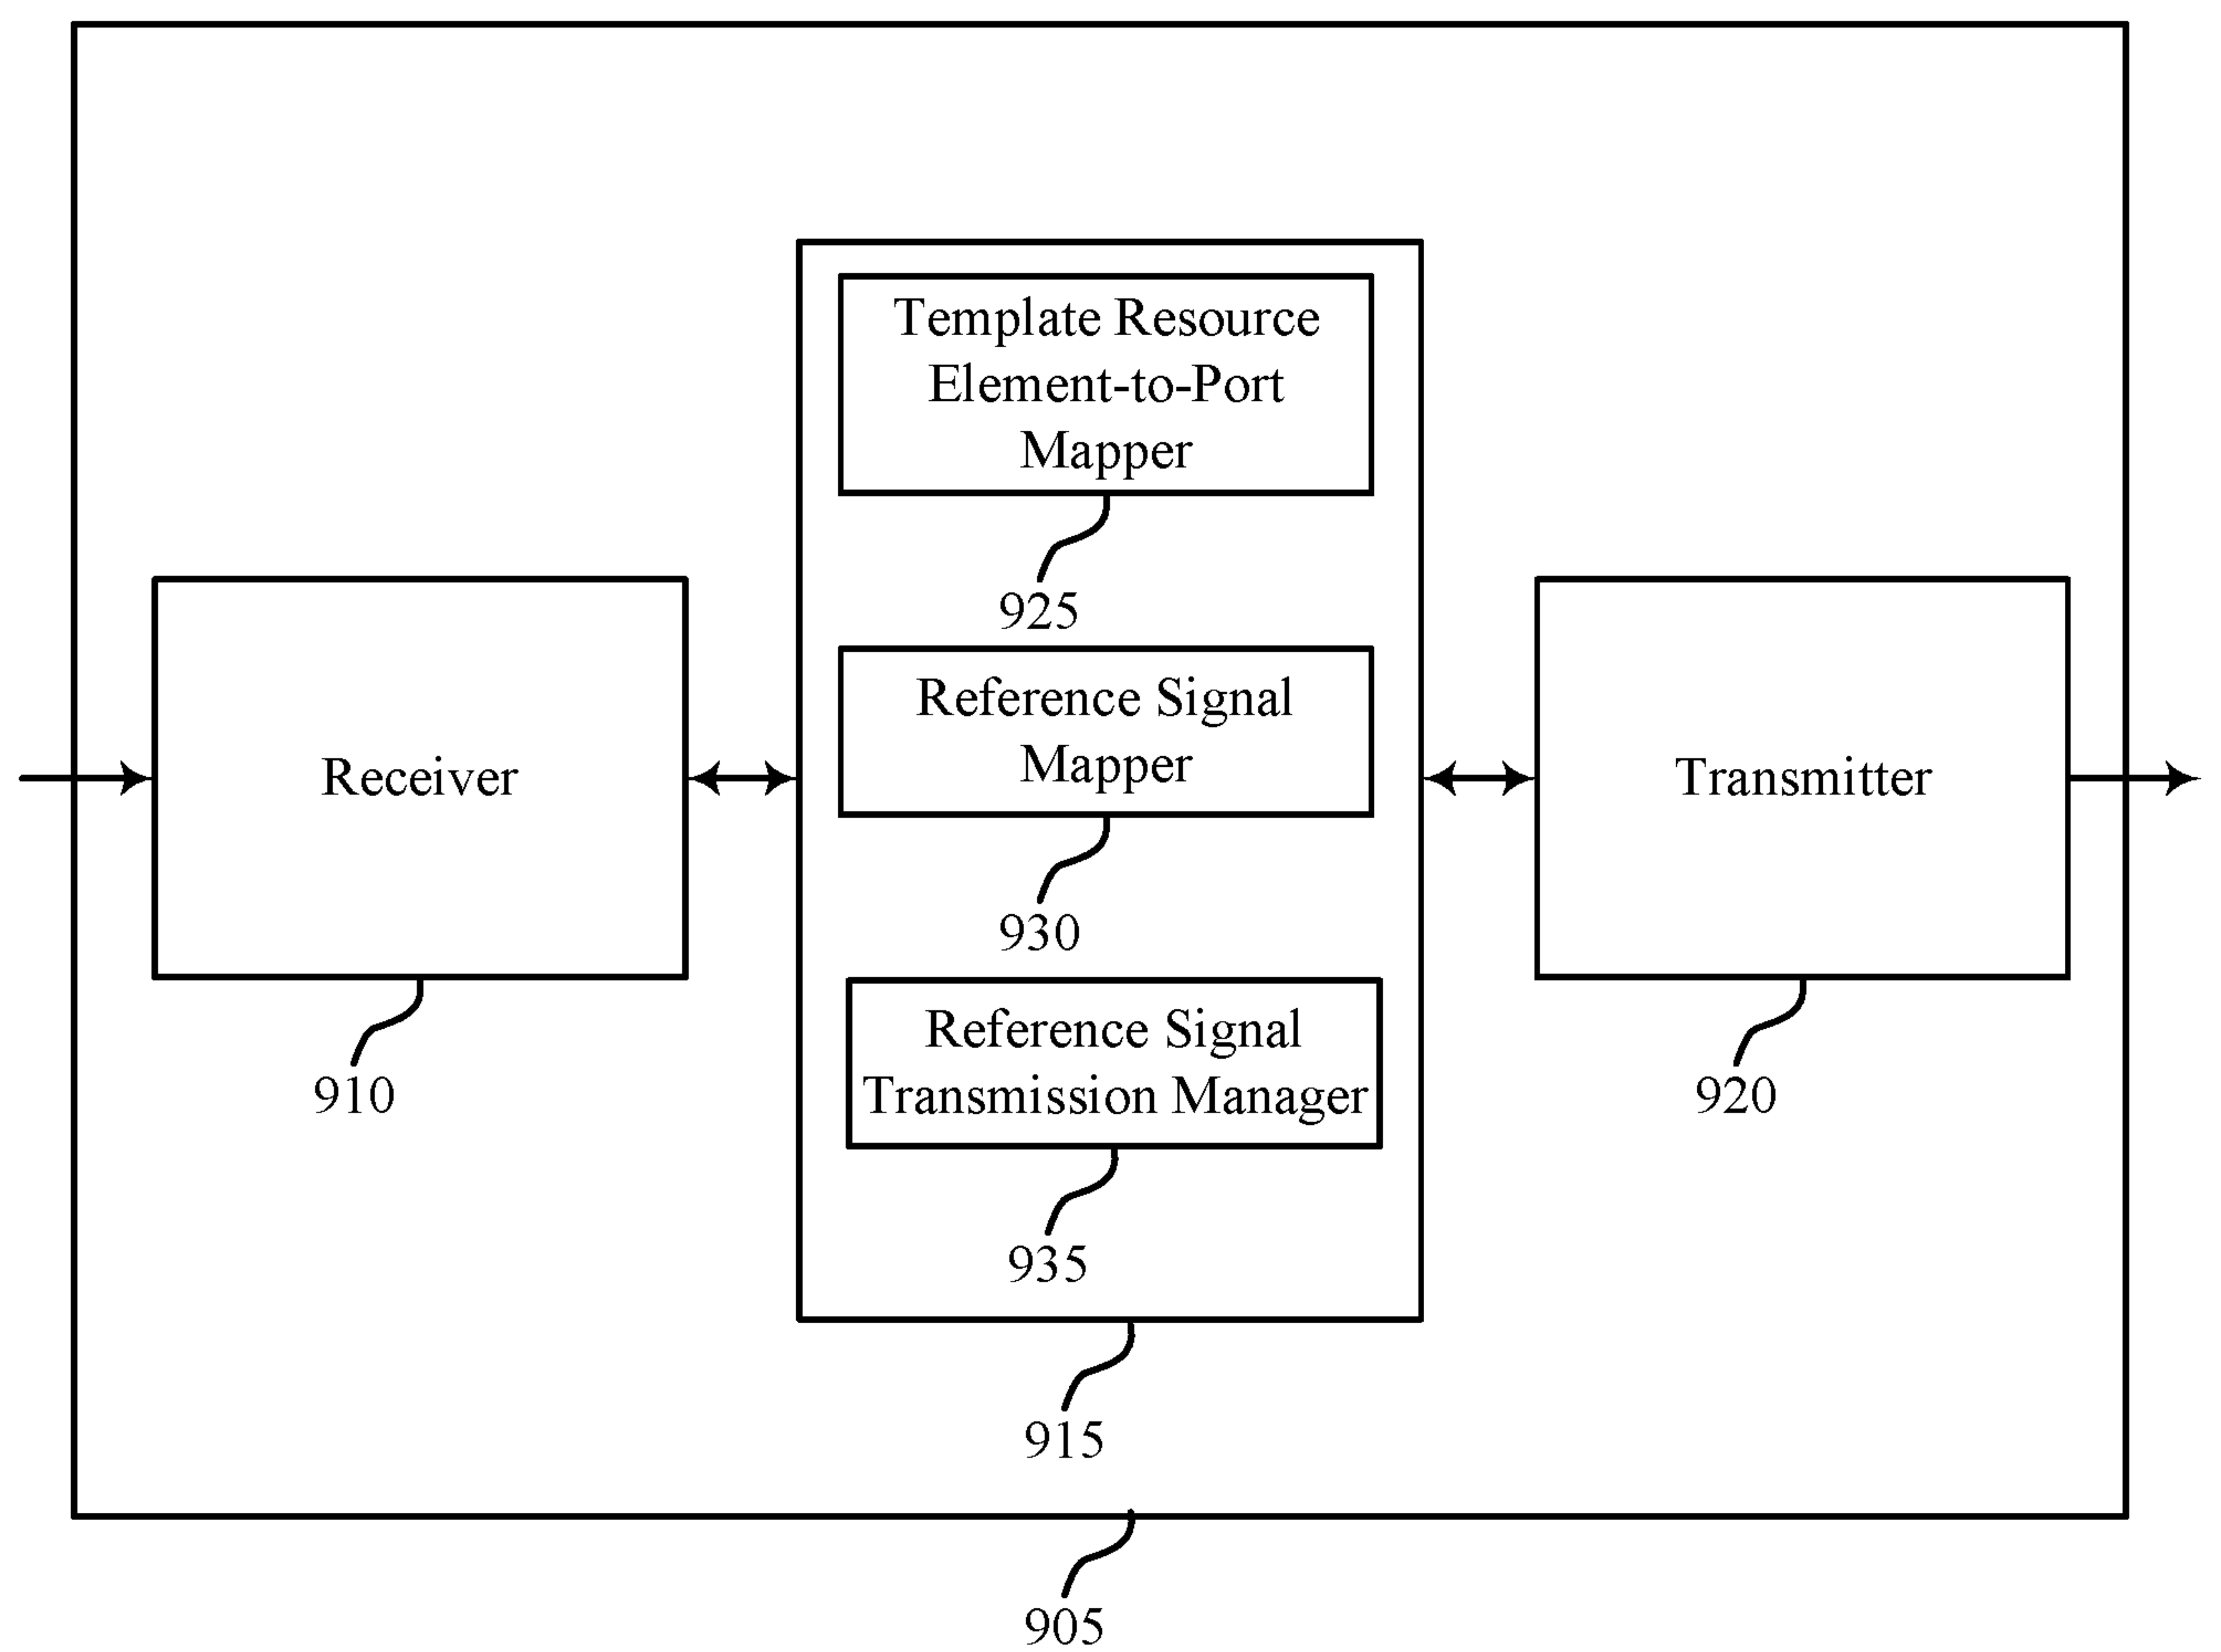 Template Resource
Element-to-Port
Mapper
925
Receiver
910
Reference Signal
Mapper
930
Reference Signal
Transmission Manager
935
915
Transmitter
920
905